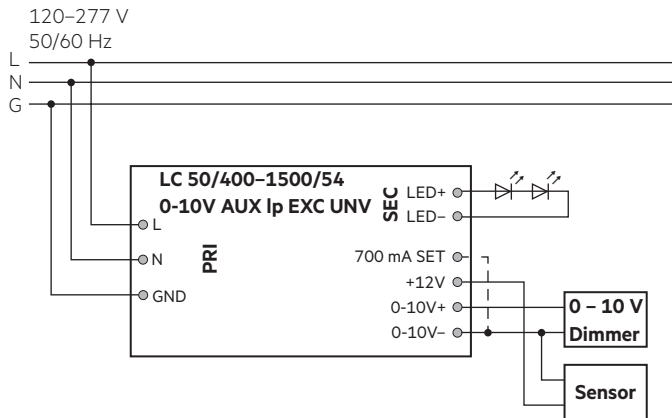 120–277 V
50/60 Hz
L
N
G
LC 50/400–1500/54
0-10V AUX lp EXC UNV
PRI
SEC
L
N
GND
LED+
LED–
700 mA SET
+12V
0-10V+
0-10V–
0 – 10 V
Dimmer
Sensor